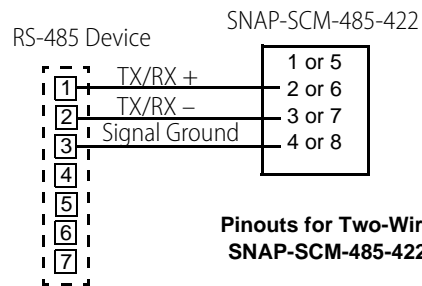 SNAP-SCM-485-422
RS-485 Device
1 or 5
1 TX/RX + 2 or 6
2 TX/RX – 3 or 7
3 Signal Ground 4 or 8
4
5
6
7
Pinouts for Two-Wir
SNAP-SCM-485-422